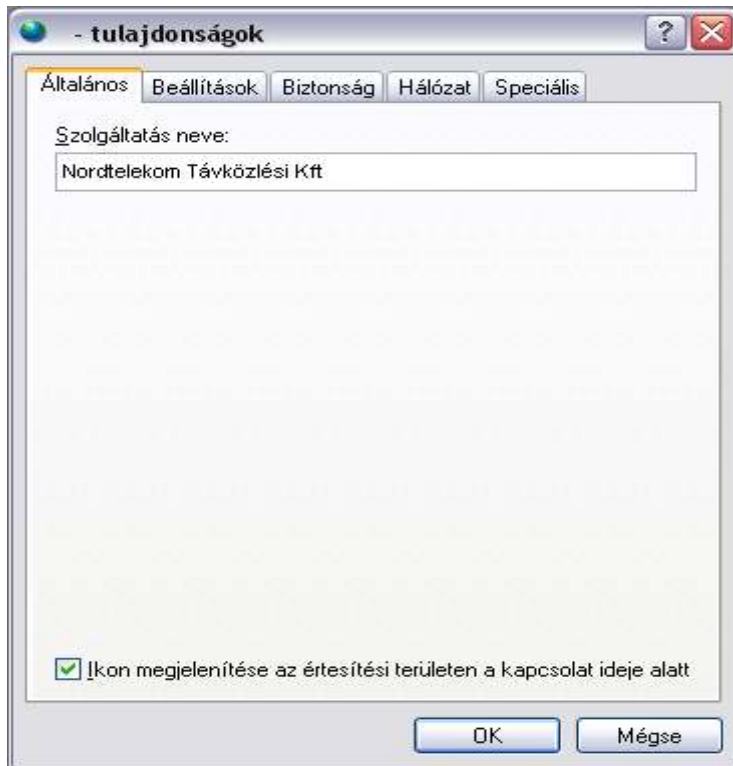 - tulajdonságok
Általános Beállítások Biztonság Hálózat Speciális
Szolgáltatás neve:
Nordtelekom Távközlési Kft
Ikon megjelenítése az értesítési területen a kapcsolat ideje alatt
OK Mégse